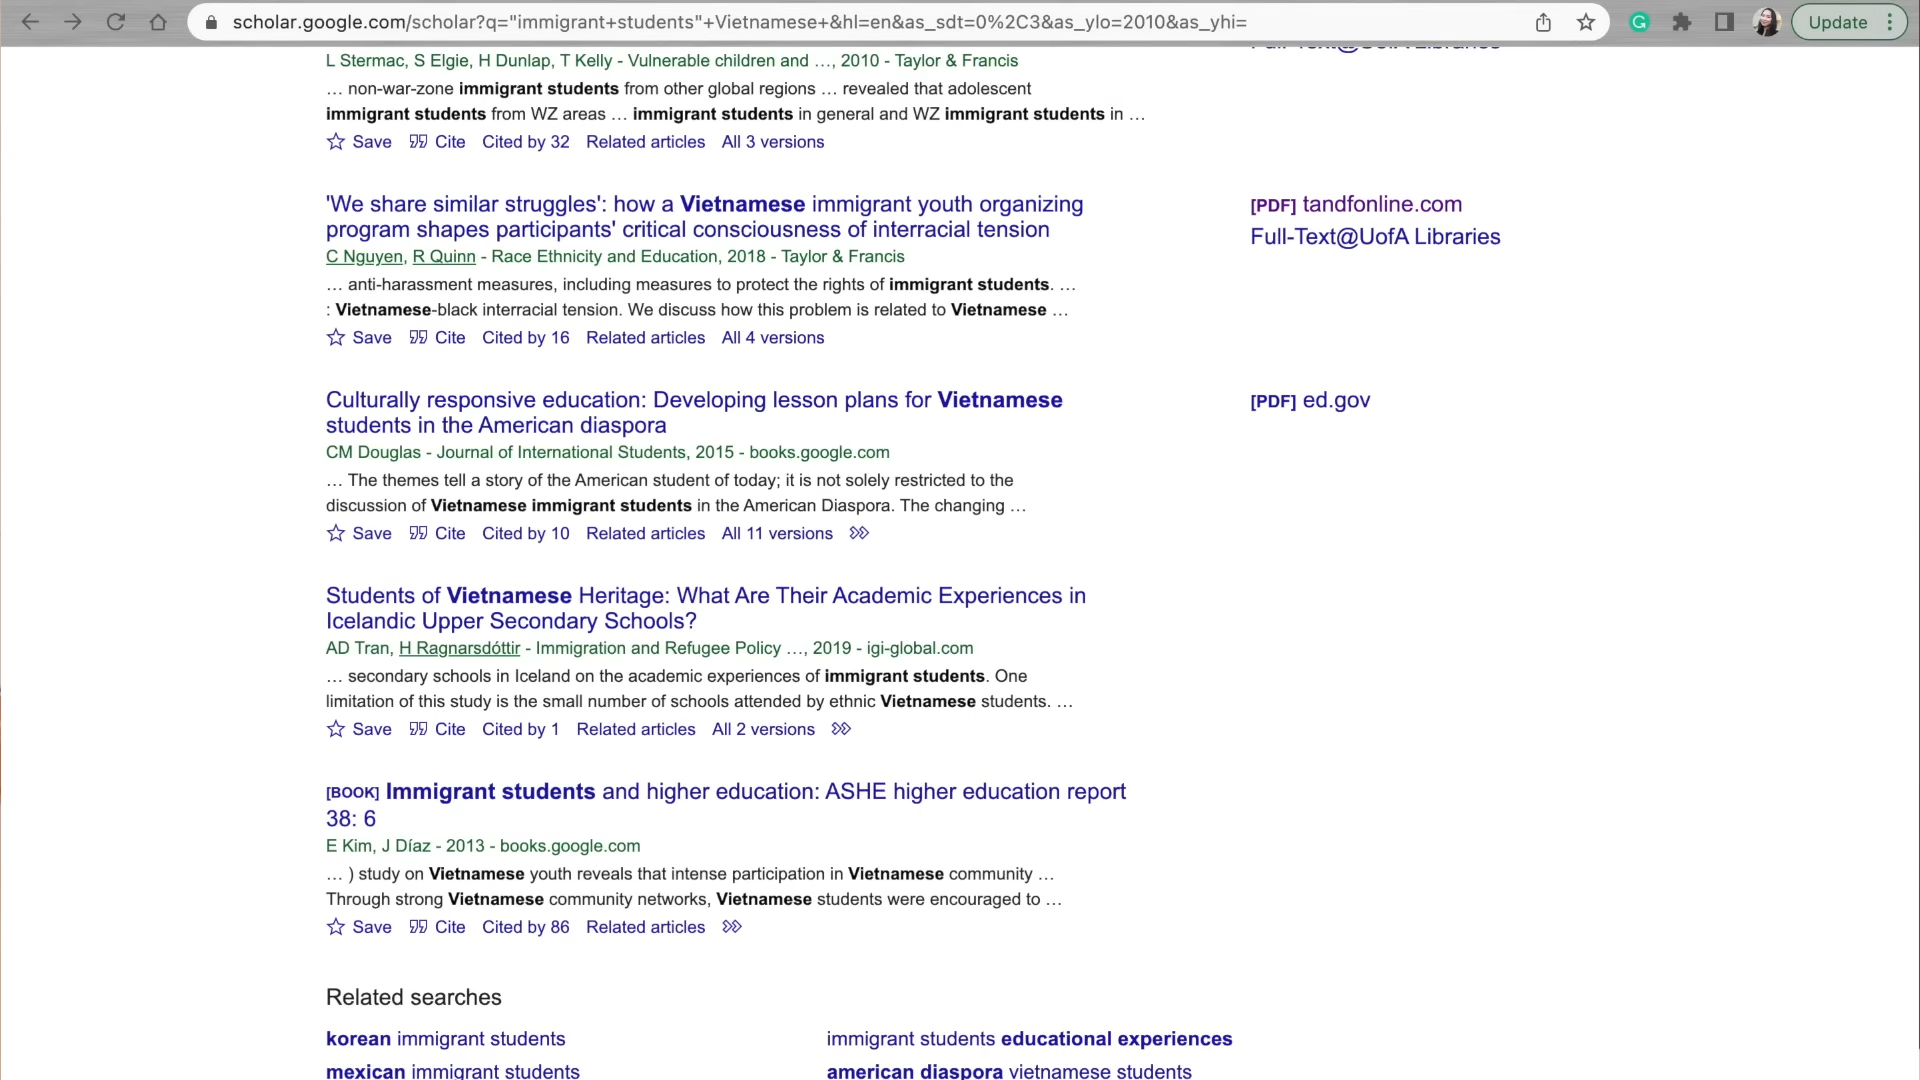 scholar.google.com/scholar?q="immigrant+students"+Vietnamese+&hl=en&as_sdt=0%2C3&as_ylo=2010&as_yhi=
Update
Full-Text@UofA Libraries
L Stermac, S Elgie, H Dunlap, T Kelly - Vulnerable children and …, 2010 - Taylor & Francis
… non-war-zone immigrant students from other global regions … revealed that adolescent
immigrant students from WZ areas … immigrant students in general and WZ immigrant students in …
Save Cite Cited by 32 Related articles All 3 versions
'We share similar struggles': how a Vietnamese immigrant youth organizing
program shapes participants' critical consciousness of interracial tension
[PDF] tandfonline.com
Full-Text@UofA Libraries
C Nguyen, R Quinn - Race Ethnicity and Education, 2018 - Taylor & Francis
… anti-harassment measures, including measures to protect the rights of immigrant students. …
: Vietnamese-black interracial tension. We discuss how this problem is related to Vietnamese …
Save Cite Cited by 16 Related articles All 4 versions
Culturally responsive education: Developing lesson plans for Vietnamese
students in the American diaspora
[PDF] ed.gov
CM Douglas - Journal of International Students, 2015 - books.google.com
… The themes tell a story of the American student of today; it is not solely restricted to the
discussion of Vietnamese immigrant students in the American Diaspora. The changing …
Save Cite Cited by 10 Related articles All 11 versions
Students of Vietnamese Heritage: What Are Their Academic Experiences in
Icelandic Upper Secondary Schools?
AD Tran, H Ragnarsdóttir - Immigration and Refugee Policy …, 2019 - igi-global.com
… secondary schools in Iceland on the academic experiences of immigrant students. One
limitation of this study is the small number of schools attended by ethnic Vietnamese students. …
Save Cite Cited by 1 Related articles All 2 versions
[BOOK] Immigrant students and higher education: ASHE higher education report
38: 6
E Kim, J Díaz - 2013 - books.google.com
… ) study on Vietnamese youth reveals that intense participation in Vietnamese community …
Through strong Vietnamese community networks, Vietnamese students were encouraged to …
Save Cite Cited by 86 Related articles
Related searches
korean immigrant students
immigrant students educational experiences
mexican immigrant students
american diaspora vietnamese students